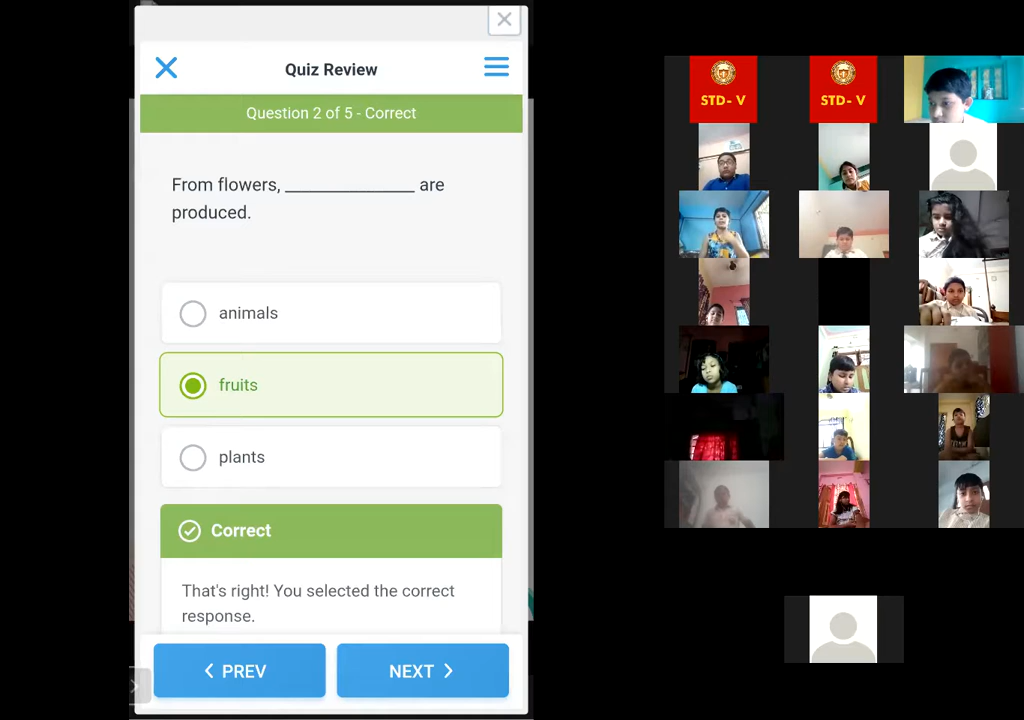 Quiz Review
Question 2 of 5 - Correct
From flowers, ______________ are
produced.
animals
fruits
plants
Correct
That's right! You selected the correct
response.
PREV
NEXT
STD- V
STD- V